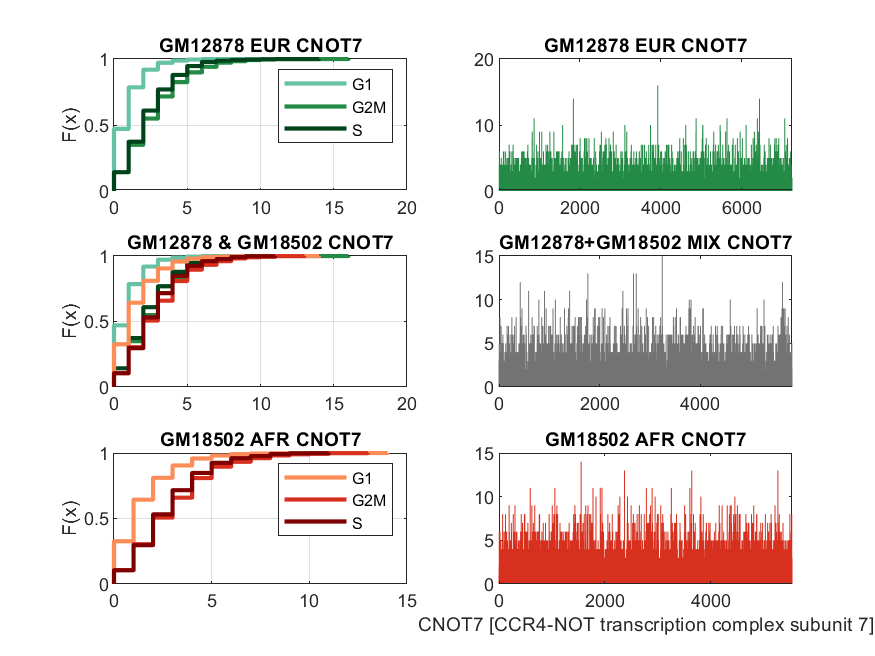 GM12878 EUR CNOT7
F(x)
1
0.5
0
0 5 10 15 20
G1
G2M
S
GM12878 EUR CNOT7
20
10
0
0 2000 4000 6000
GM12878 & GM18502 CNOT7
F(x)
1
0.5
0
0 5 10 15 20
GM12878+GM18502 MIX CNOT7
15
10
5
0
0 2000 4000
GM18502 AFR CNOT7
F(x)
1
0.5
0
0 5 10 15
G1
G2M
S
GM18502 AFR CNOT7
15
10
5
0
0 2000 4000
CNOT7 [CCR4-NOT transcription complex subunit 7]